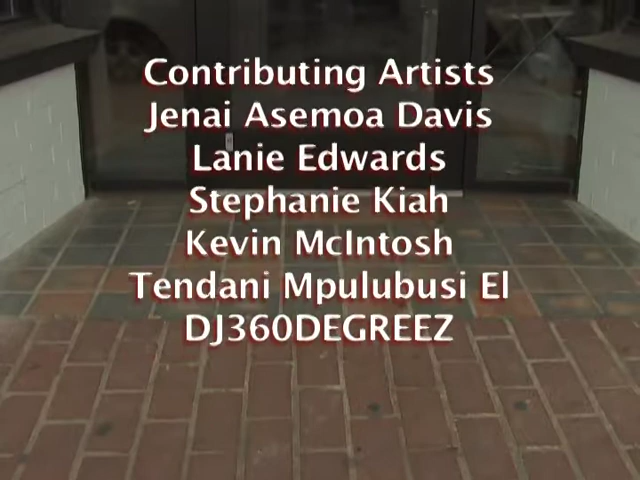 Contributing Artists
Jenai Asemoa Davis
Lanie Edwards
Stephanie Kiah
Kevin McIntosh
Tendani Mpulubusi El
DJ360DEGREEZ